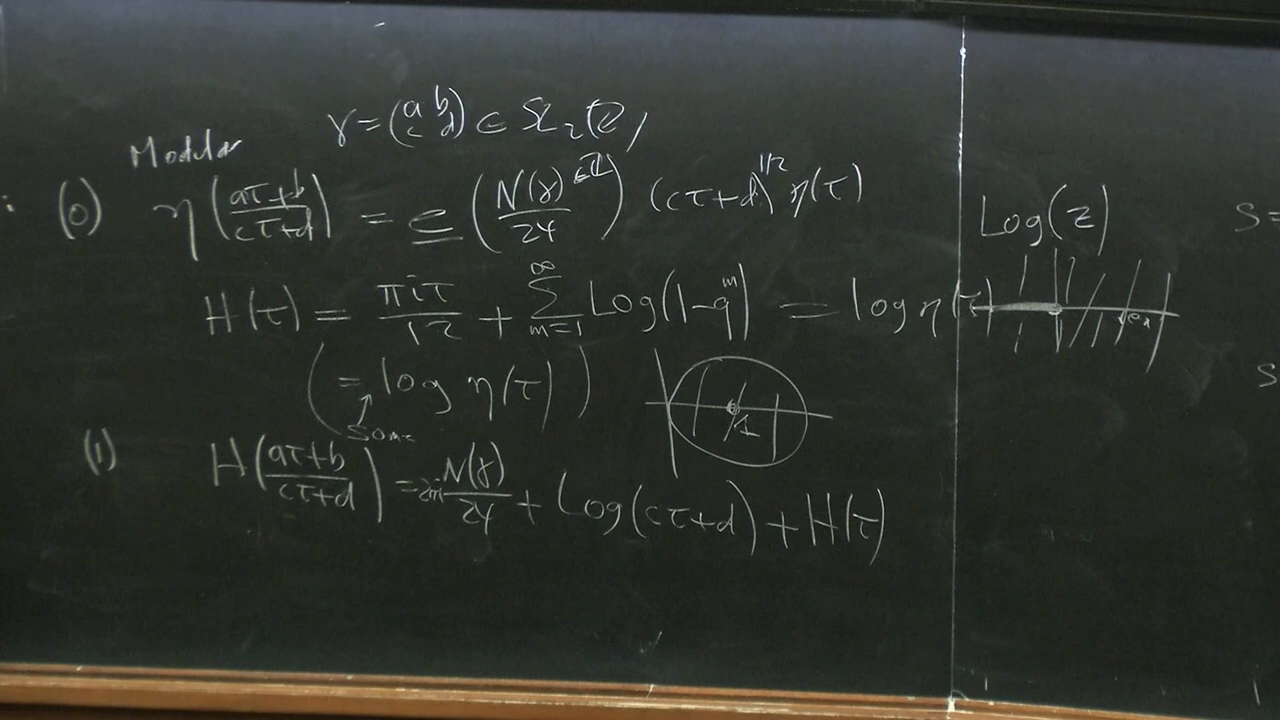 γ = (a b c d) ∈ SL₂(ℤ)
Modular
(0) η((aτ+b)/(cτ+d)) = e(N(γ)^{∈ℤ}/24) (cτ+d)^{1/2} η(τ)
H(τ) = πiτ/12 + ∑_{m=1}^{∞} Log(1-q^m) = log η(τ)
(= log η(τ))
some
1
(1) H((aτ+b)/(cτ+d)) = 2πi N(γ)/24 + Log(cτ+d) + H(τ)
Log(z)
S=
S